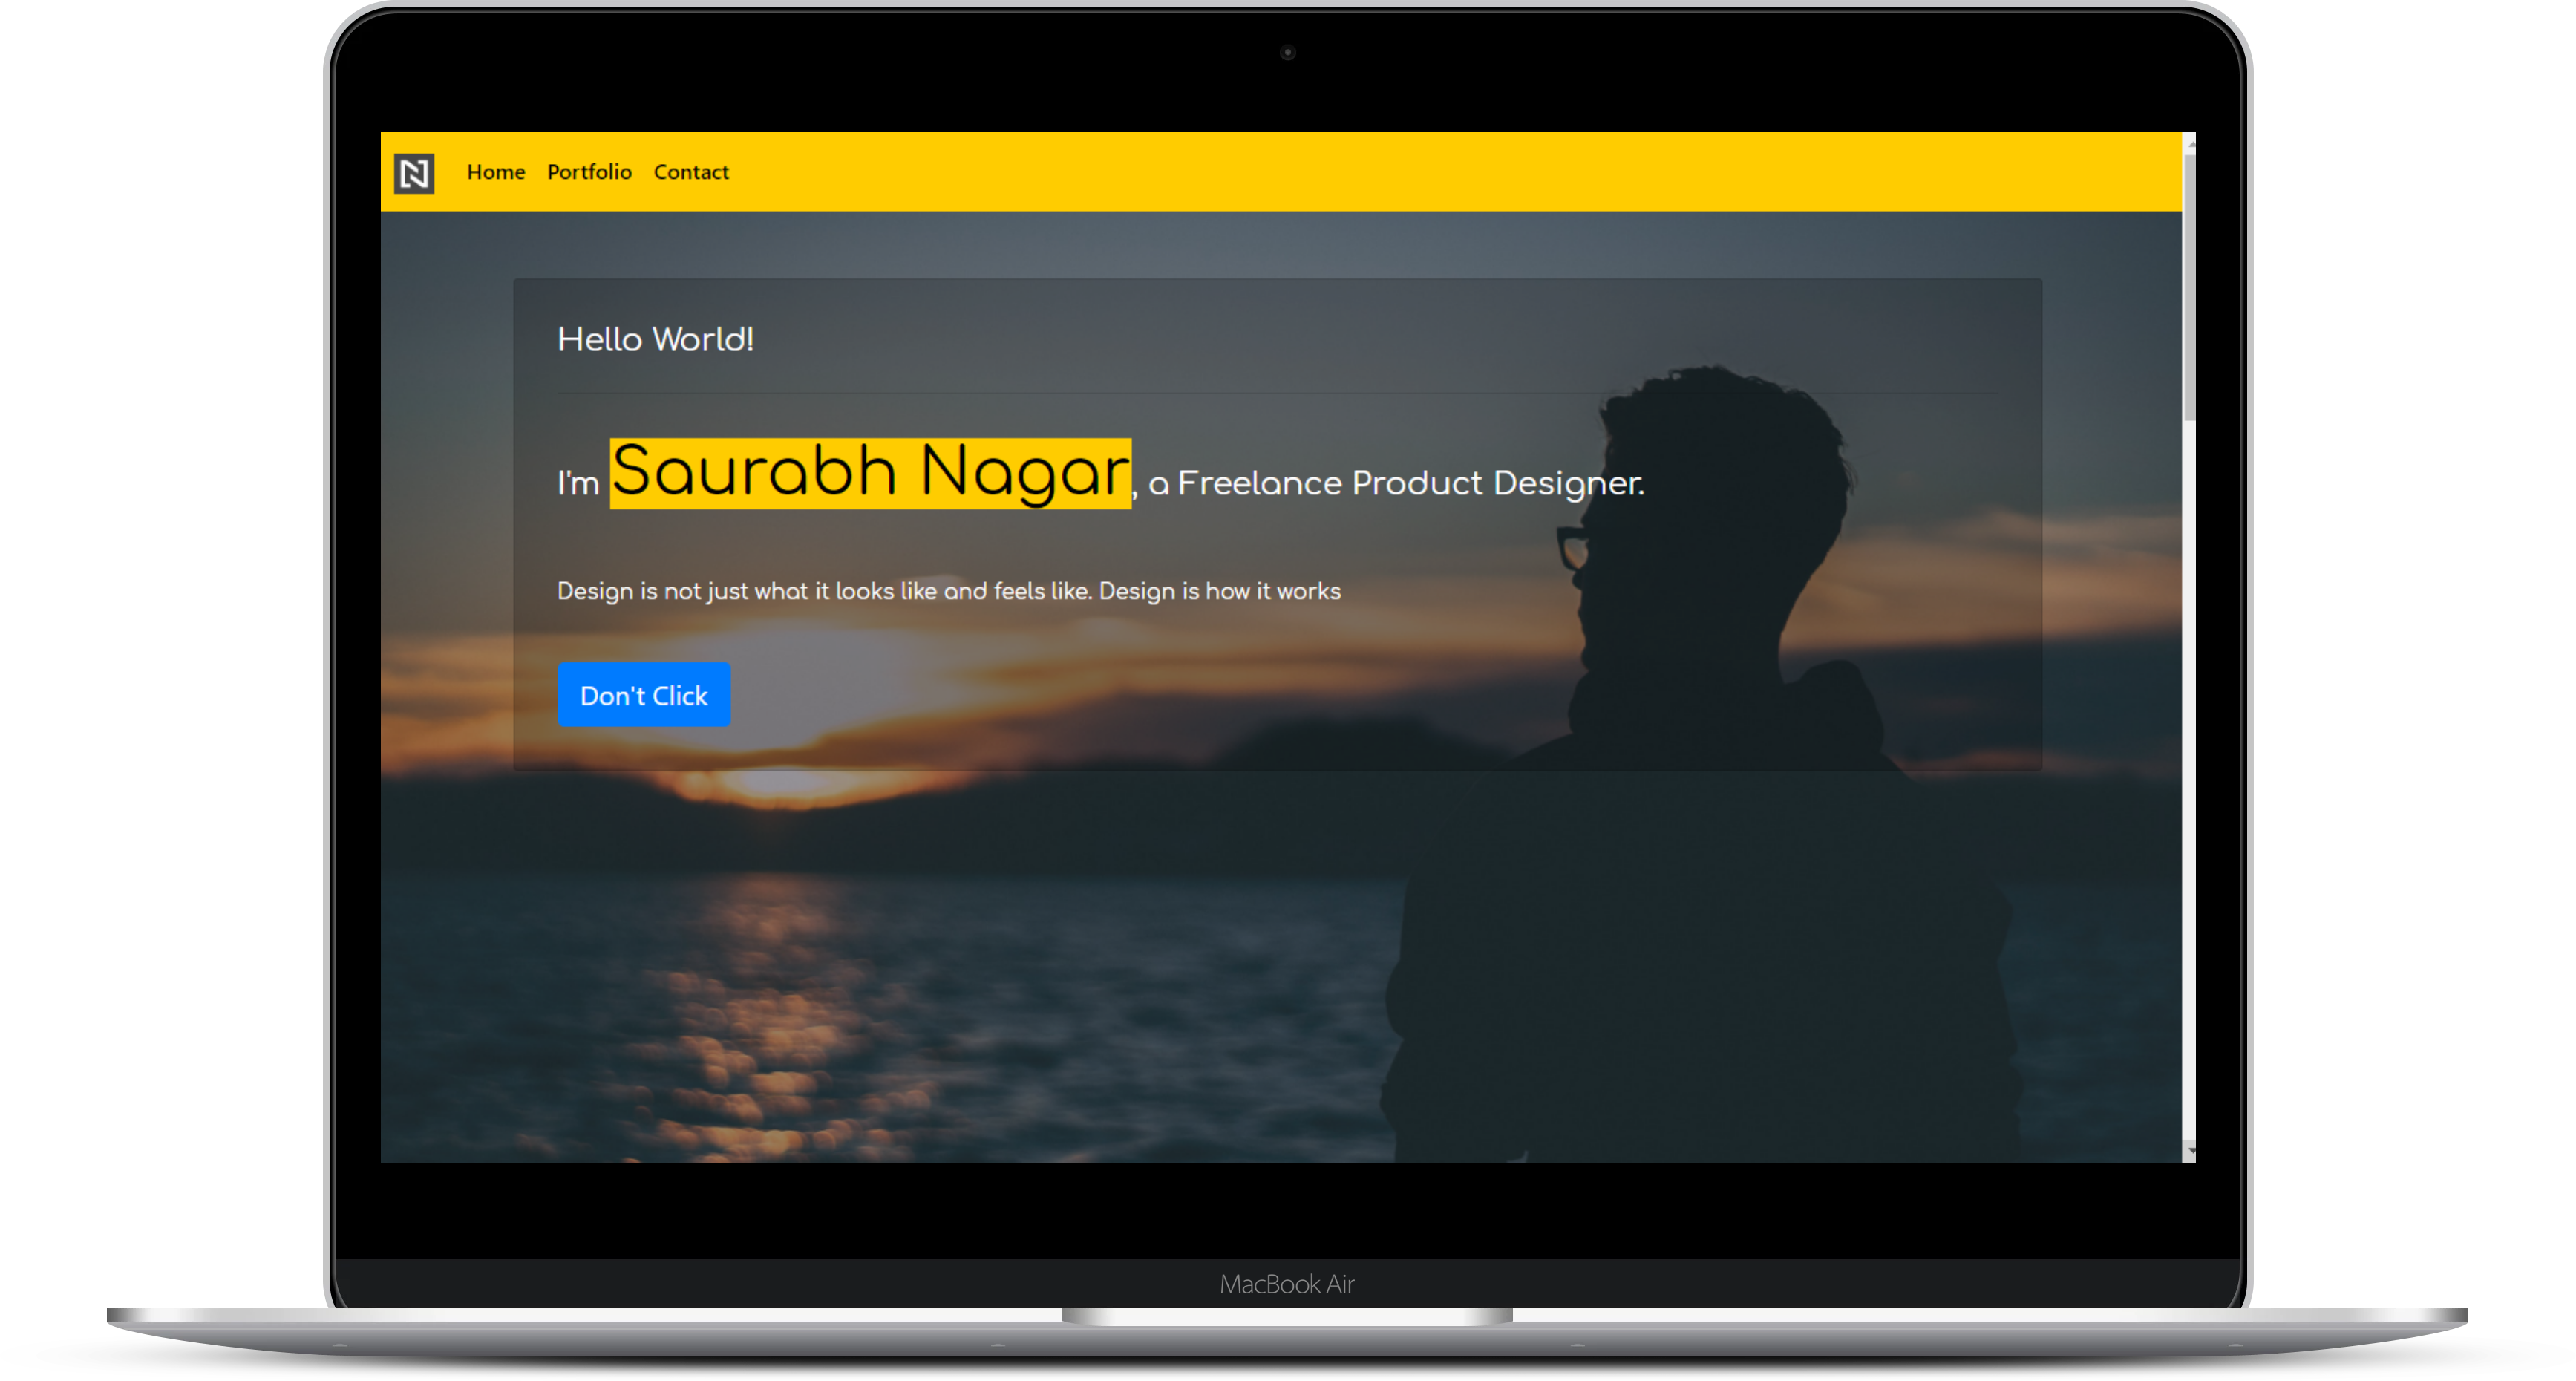 Home Portfolio Contact
Hello World!
I'm Saurabh Nagar, a Freelance Product Designer.
Design is not just what it looks like and feels like. Design is how it works
Don't Click
MacBook Air